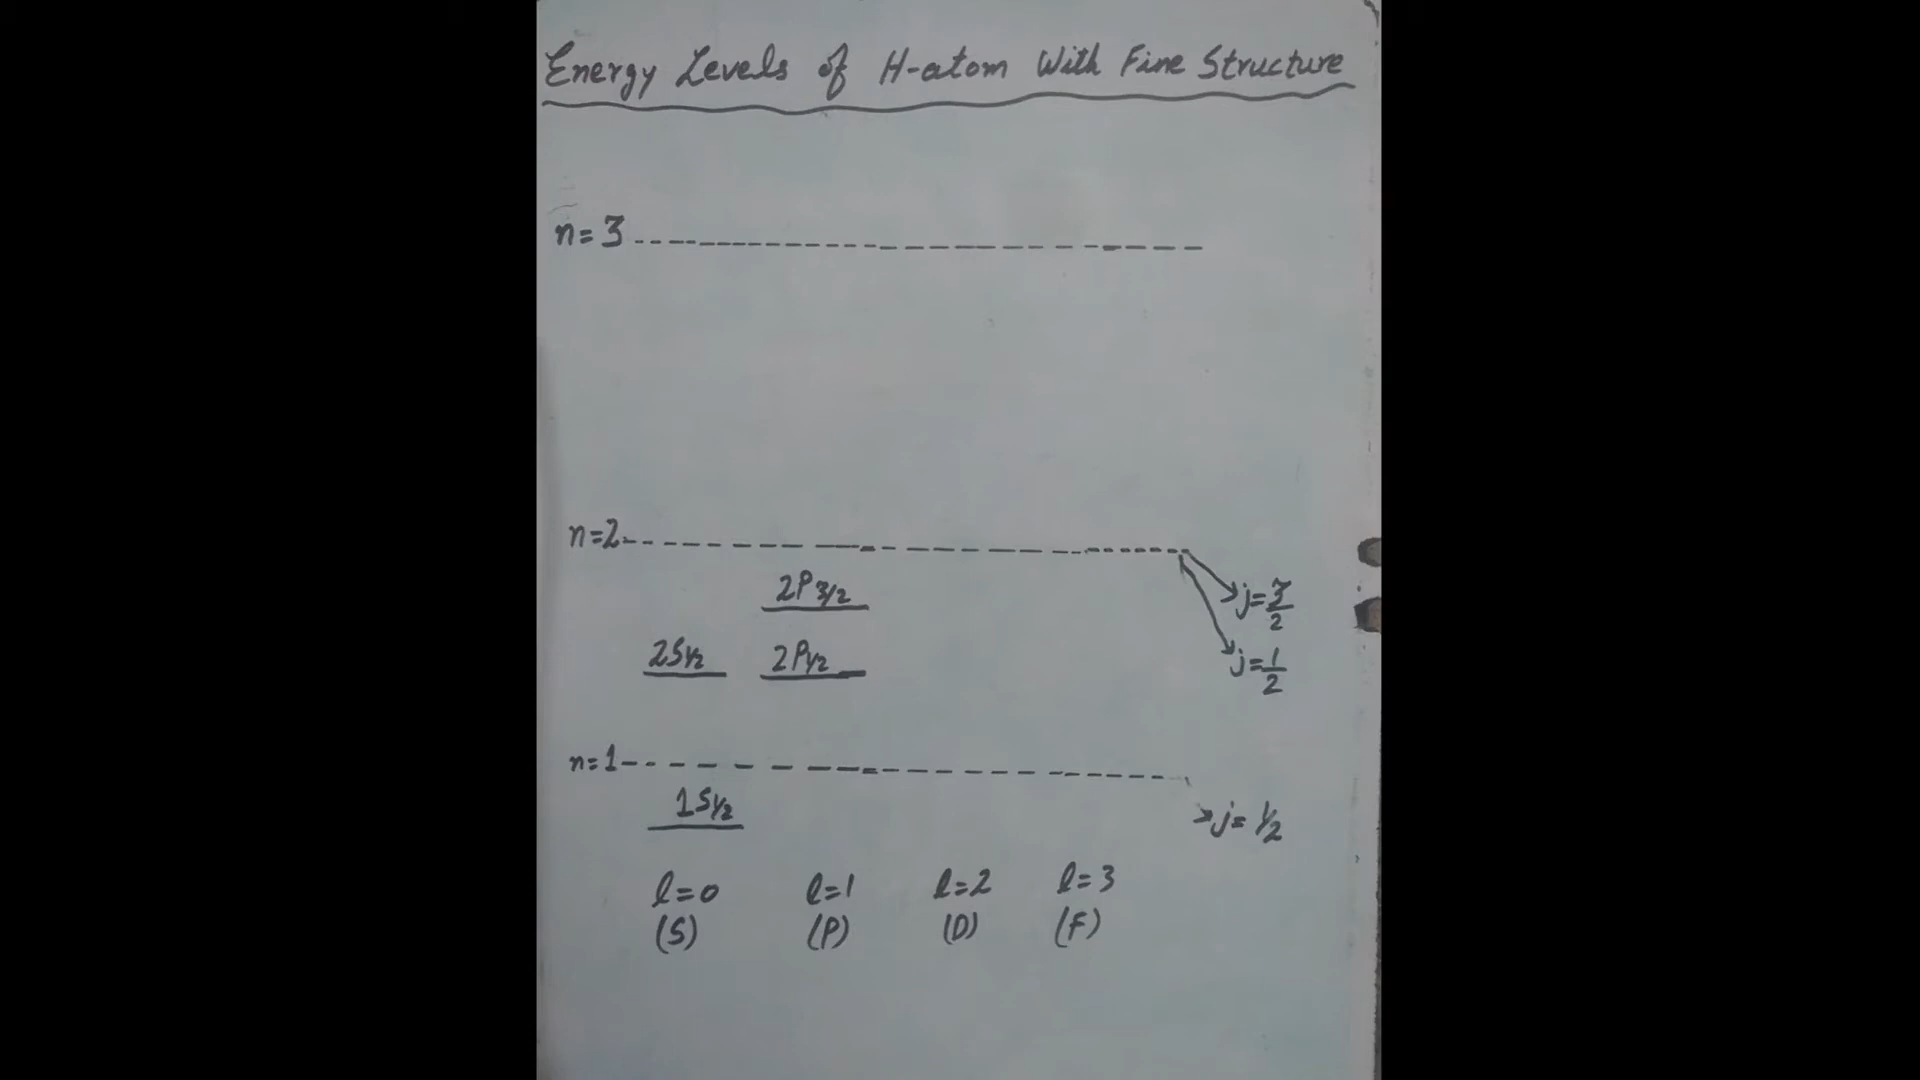 Energy Levels of H-atom With Fine Structure
n=3
n=2
2P3/2
j=3/2
2S1/2 2P1/2
j=1/2
n=1
1S1/2
j=1/2
l=0 l=1 l=2 l=3
(S) (P) (D) (F)